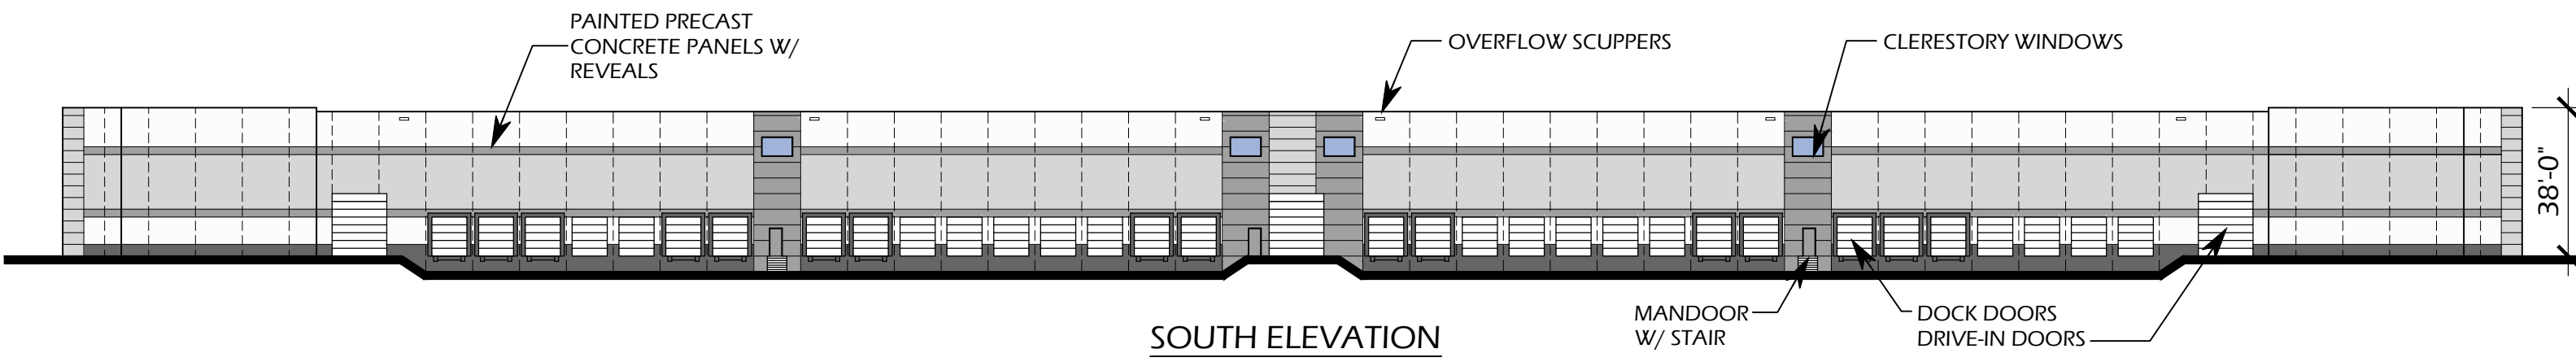 PAINTED PRECAST
CONCRETE PANELS W/
REVEALS
OVERFLOW SCUPPERS
CLERESTORY WINDOWS
38'-0"
MANDOOR
W/ STAIR
DOCK DOORS
DRIVE-IN DOORS
SOUTH ELEVATION